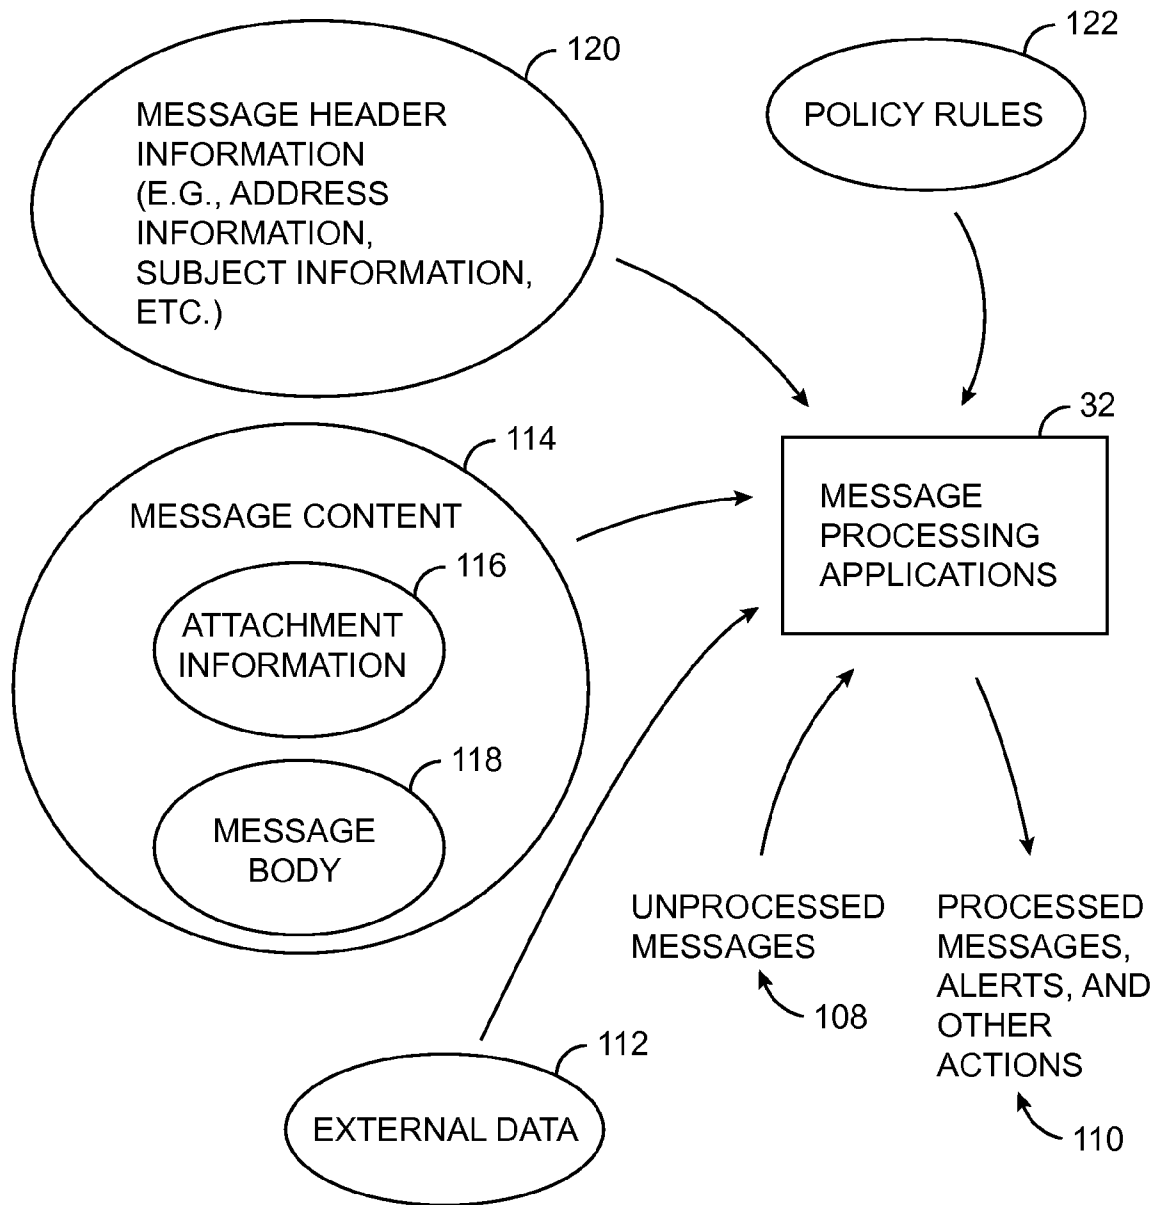 120
MESSAGE HEADER
INFORMATION
(E.G., ADDRESS
INFORMATION,
SUBJECT INFORMATION,
ETC.)
122
POLICY RULES
32
MESSAGE
PROCESSING
APPLICATIONS
114
MESSAGE CONTENT
116
ATTACHMENT
INFORMATION
118
MESSAGE
BODY
UNPROCESSED
MESSAGES
108
PROCESSED
MESSAGES,
ALERTS, AND
OTHER
ACTIONS
110
112
EXTERNAL DATA